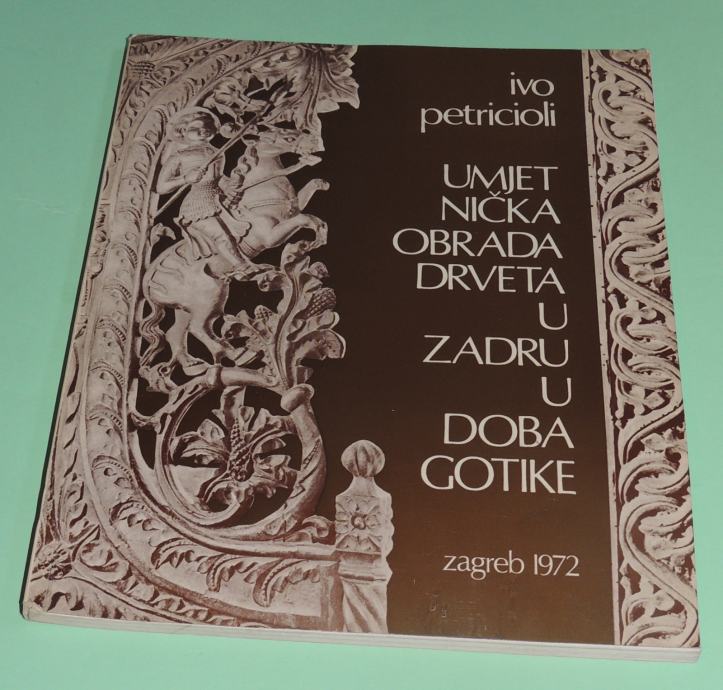 ivo
petricioli
UMJET
NIČKA
OBRADA
DRVETA
U
ZADRU
U
DOBA
GOTIKE
zagreb 1972